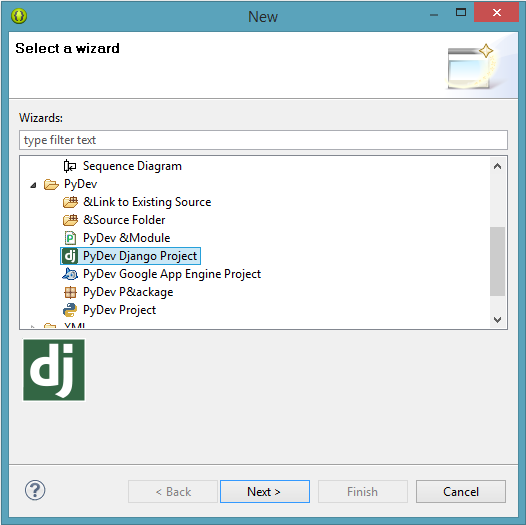 New
Select a wizard
Wizards:
type filter text
Sequence Diagram
PyDev
&Link to Existing Source
&Source Folder
PyDev &Module
PyDev Django Project
PyDev Google App Engine Project
PyDev P&ackage
PyDev Project
XML
dj
< Back
Next >
Finish
Cancel